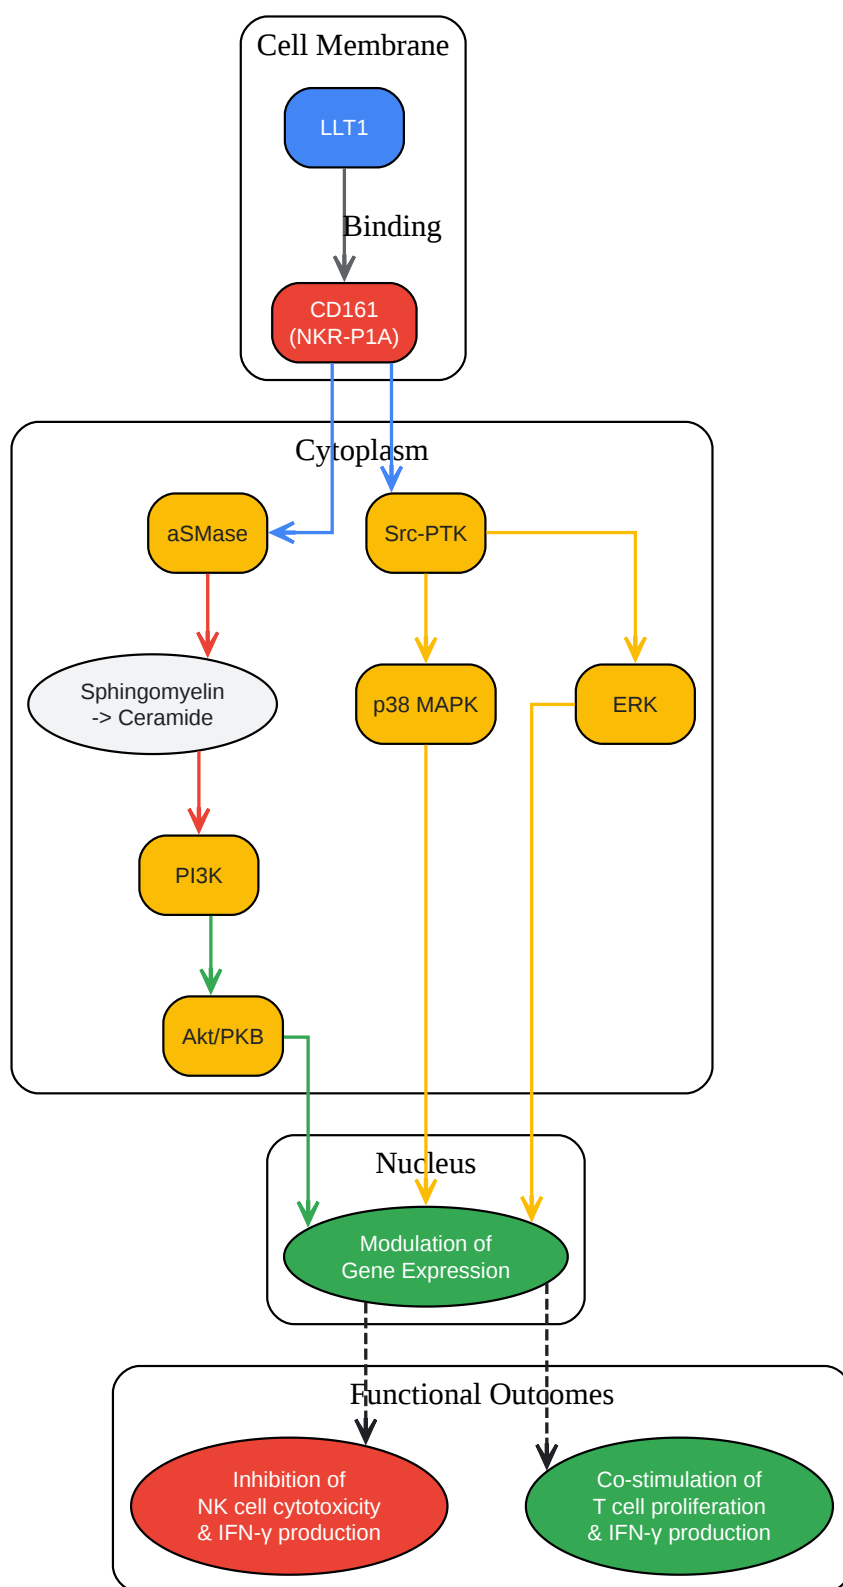 Cell Membrane
LLT1
Binding
CD161
(NKR-P1A)
Cytoplasm
aSMase
Src-PTK
Sphingomyelin
-> Ceramide
p38 MAPK
ERK
PI3K
Akt/PKB
Nucleus
Modulation of
Gene Expression
Functional Outcomes
Inhibition of
NK cell cytotoxicity
& IFN-γ production
Co-stimulation of
T cell proliferation
& IFN-γ production